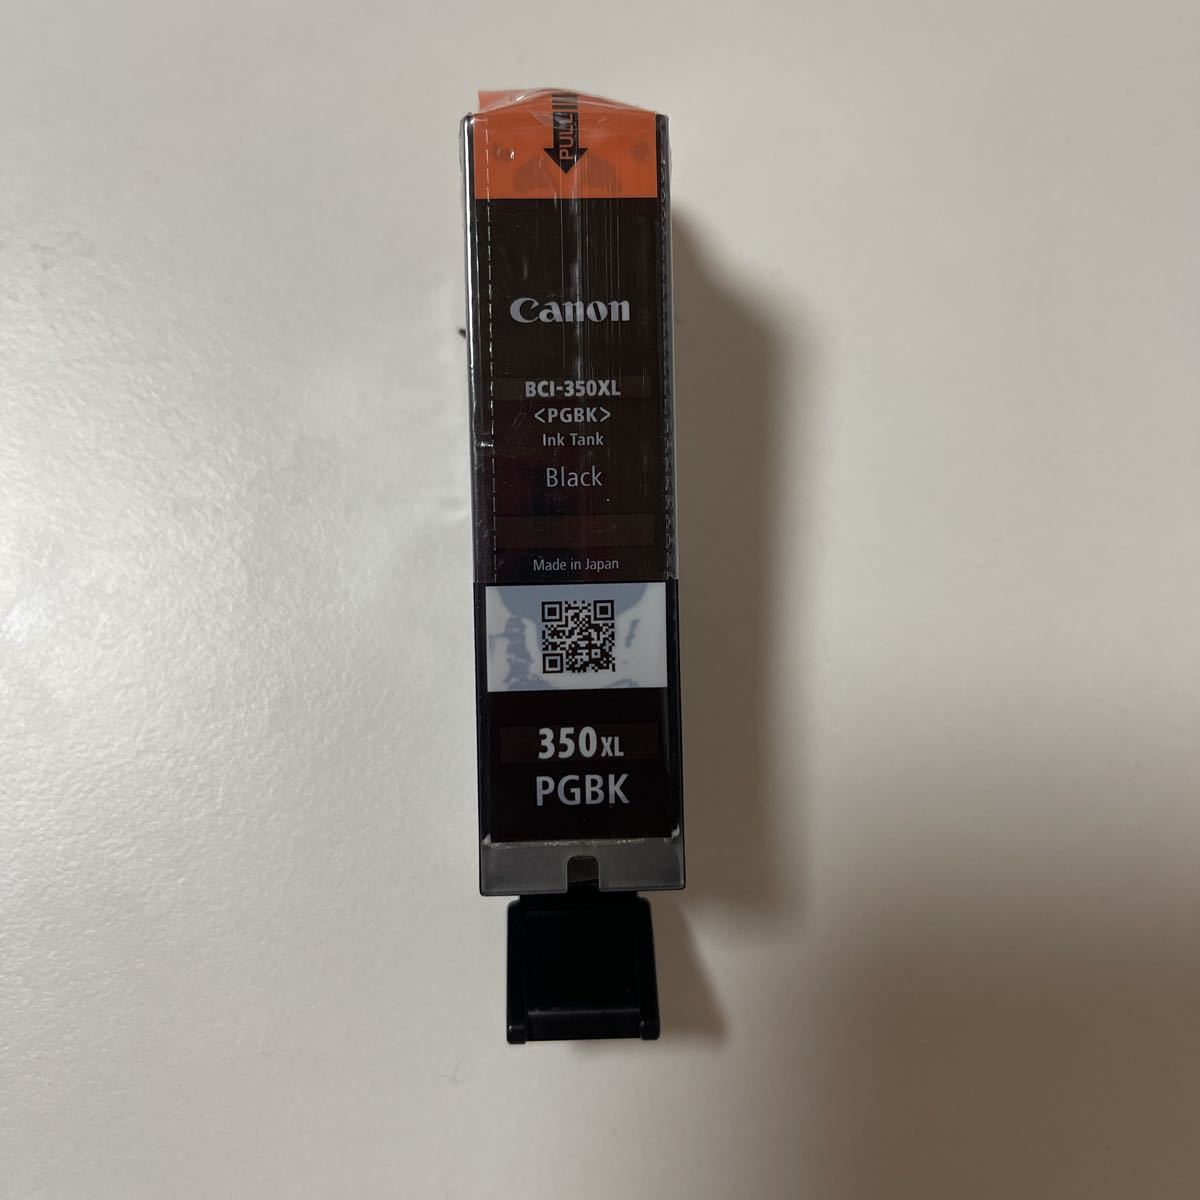 PULL
Canon
BCI-350XL
<PGBK>
Ink Tank
Black
Made in Japan
350XL
PGBK